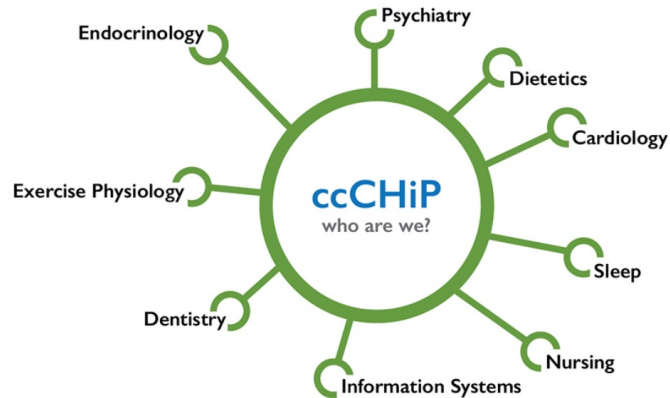 Psychiatry
Endocrinology
Dietetics
Cardiology
Exercise Physiology
ccCHiP
who are we?
Sleep
Dentistry
Nursing
Information Systems